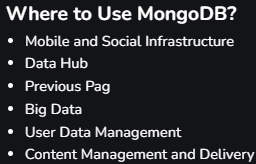 Where to Use MongoDB?
• Mobile and Social Infrastructure
• Data Hub
• Previous Pag
• Big Data
• User Data Management
• Content Management and Delivery